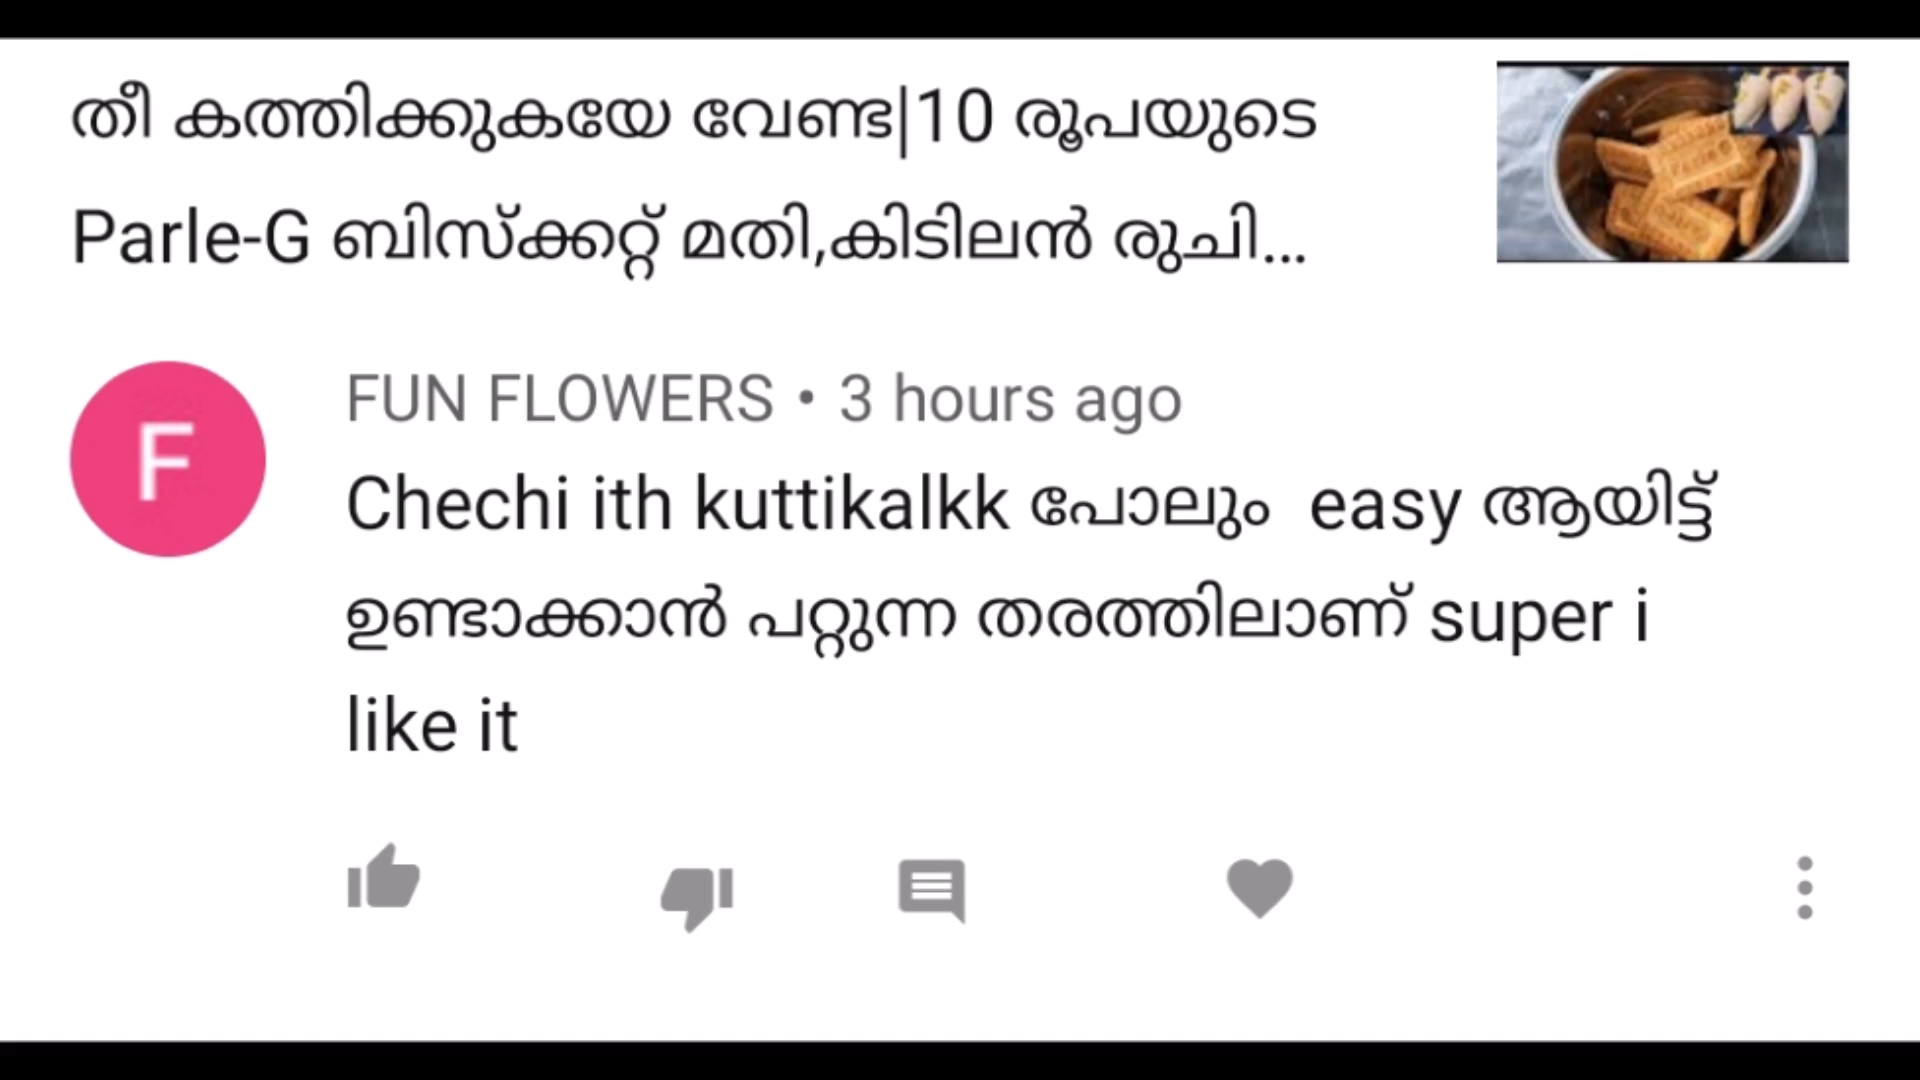 തീ കത്തിക്കുകയേ വേണ്ട|10 രൂപയുടെ
Parle-G ബിസ്ക്കറ്റ് മതി,കിടിലൻ രുചി...
F
FUN FLOWERS • 3 hours ago
Chechi ith kuttikalkk പോലും easy ആയിട്ട്
ഉണ്ടാക്കാൻ പറ്റുന്ന തരത്തിലാണ് super i
like it